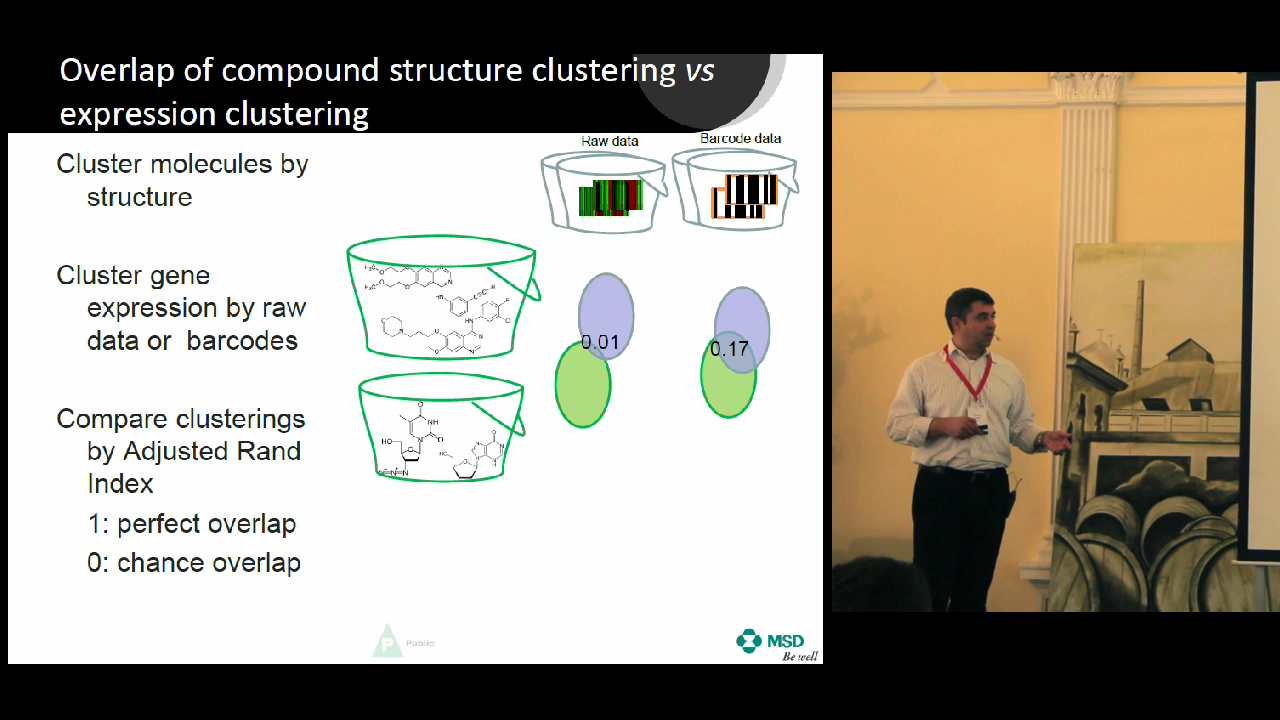 Overlap of compound structure clustering vs
expression clustering
Cluster molecules by
structure
Cluster gene
expression by raw
data or barcodes
Compare clusterings
by Adjusted Rand
Index
1: perfect overlap
0: chance overlap
Raw data
Barcode data
0.01
0.17
HO
O
NH
O
N
O
P Public
MSD
Be well